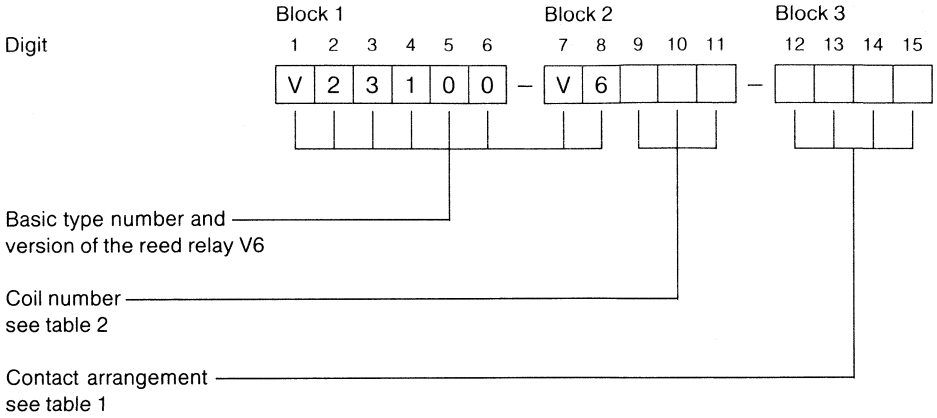 Block 1 Block 2 Block 3
Digit 1 2 3 4 5 6 7 8 9 10 11 12 13 14 15
V 2 3 1 0 0 – V 6 –
Basic type number and
version of the reed relay V6
Coil number
see table 2
Contact arrangement
see table 1